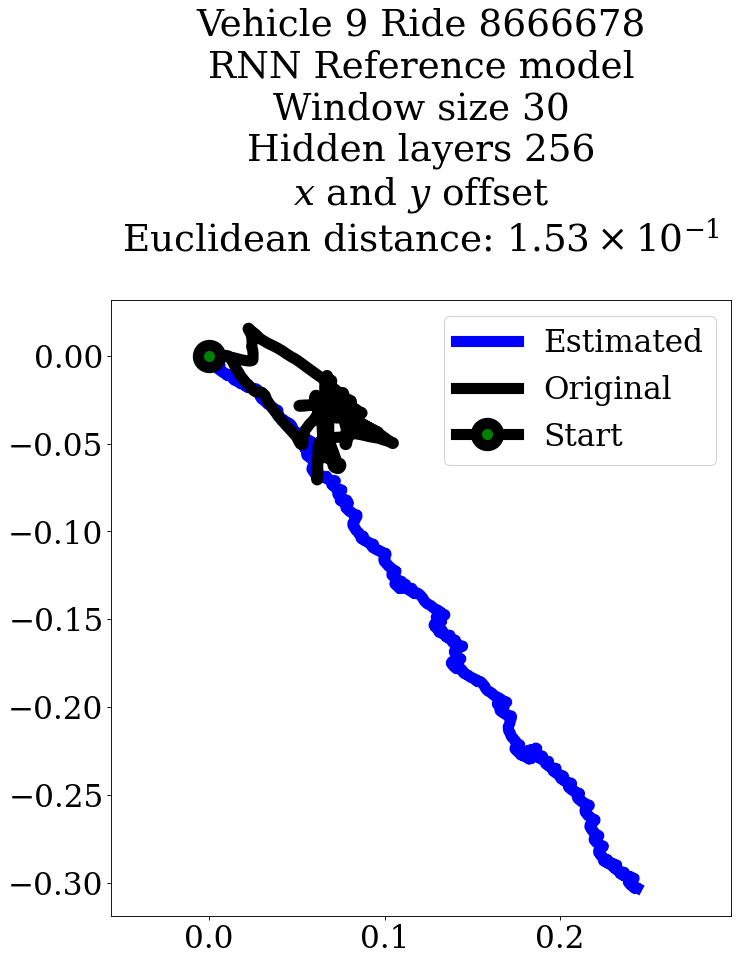 Vehicle 9 Ride 8666678
RNN Reference model
Window size 30
Hidden layers 256
x and y offset
Euclidean distance: 1.53 × 10⁻¹
Estimated
Original
Start
0.00
−0.05
−0.10
−0.15
−0.20
−0.25
−0.30
0.0 0.1 0.2